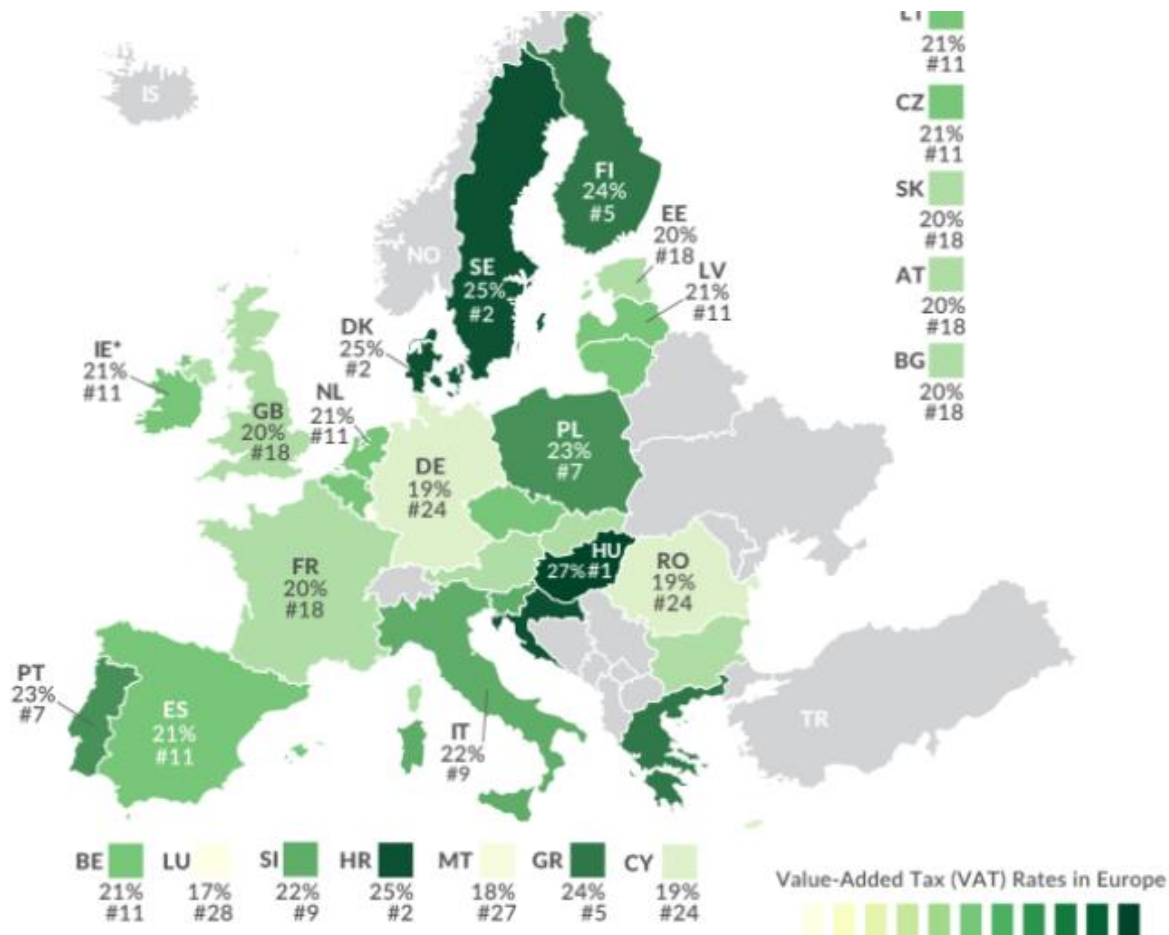 LT
21%
#11
CZ
21%
#11
SK
20%
#18
AT
20%
#18
BG
20%
#18
IS
NO
FI
24%
#5
SE
25%
#2
EE
20%
#18
LV
21%
#11
DK
25%
#2
IE*
21%
#11
GB
20%
#18
NL
21%
#11
DE
19%
#24
PL
23%
#7
FR
20%
#18
HU
27% #1
RO
19%
#24
PT
23%
#7
ES
21%
#11
IT
22%
#9
TR
BE
21%
#11
LU
17%
#28
SI
22%
#9
HR
25%
#2
MT
18%
#27
GR
24%
#5
CY
19%
#24
Value-Added Tax (VAT) Rates in Europe